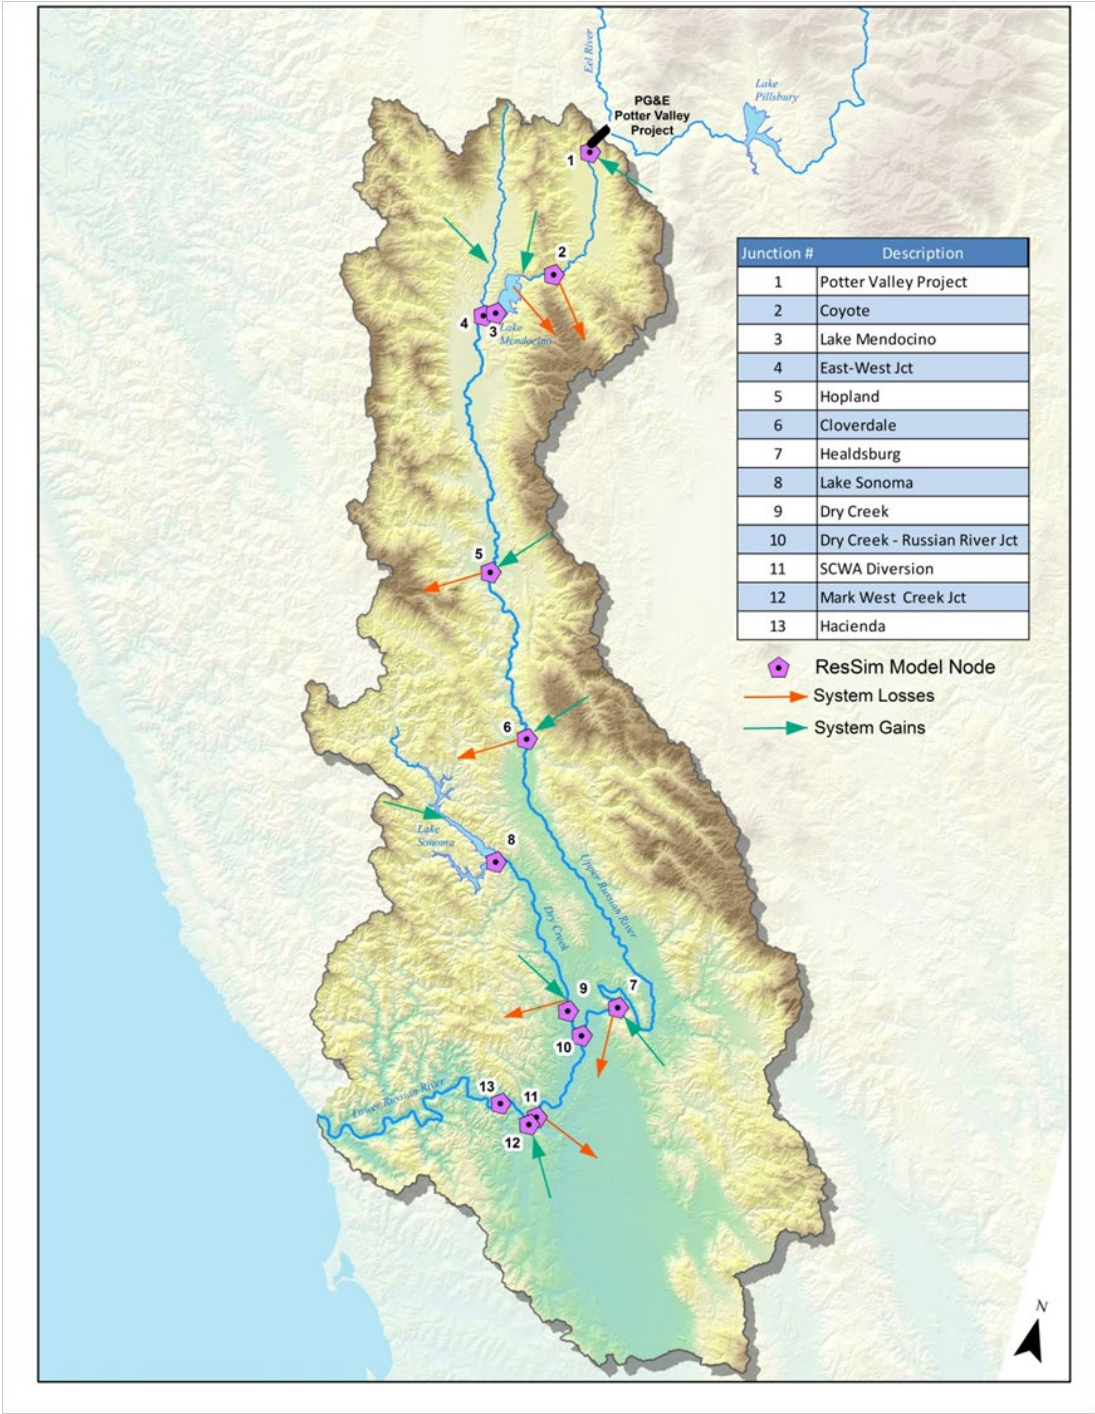 Eel River
Lake
Pillsbury
PG&E
Potter Valley
Project
1
2
4
3
Lake
Mendocino
Junction # Description
1 Potter Valley Project
2 Coyote
3 Lake Mendocino
4 East-West Jct
5 Hopland
6 Cloverdale
7 Healdsburg
8 Lake Sonoma
9 Dry Creek
10 Dry Creek - Russian River Jct
11 SCWA Diversion
12 Mark West Creek Jct
13 Hacienda
ResSim Model Node
System Losses
System Gains
5
6
Lake
Sonoma
8
Upper Russian River
Dry Creek
9
7
10
Lower Russian River
13
11
12
N